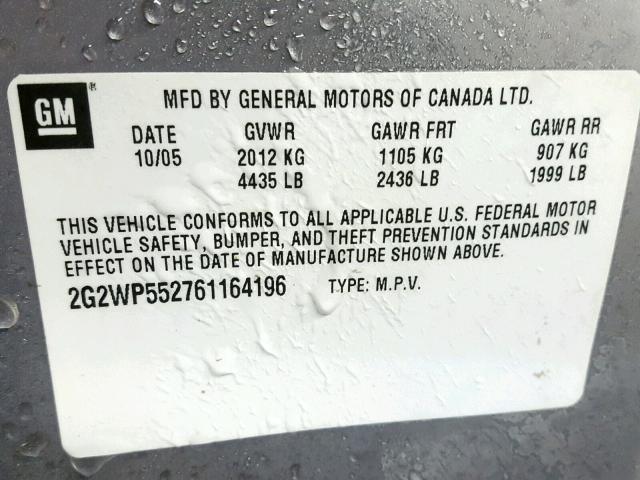 GM
®
MFD BY GENERAL MOTORS OF CANADA LTD.
DATE GVWR GAWR FRT GAWR RR
10/05 2012 KG 1105 KG 907 KG
4435 LB 2436 LB 1999 LB
THIS VEHICLE CONFORMS TO ALL APPLICABLE U.S. FEDERAL MOTOR
VEHICLE SAFETY, BUMPER, AND THEFT PREVENTION STANDARDS IN
EFFECT ON THE DATE OF MANUFACTURE SHOWN ABOVE.
2G2WP552761164196 TYPE: M.P.V.